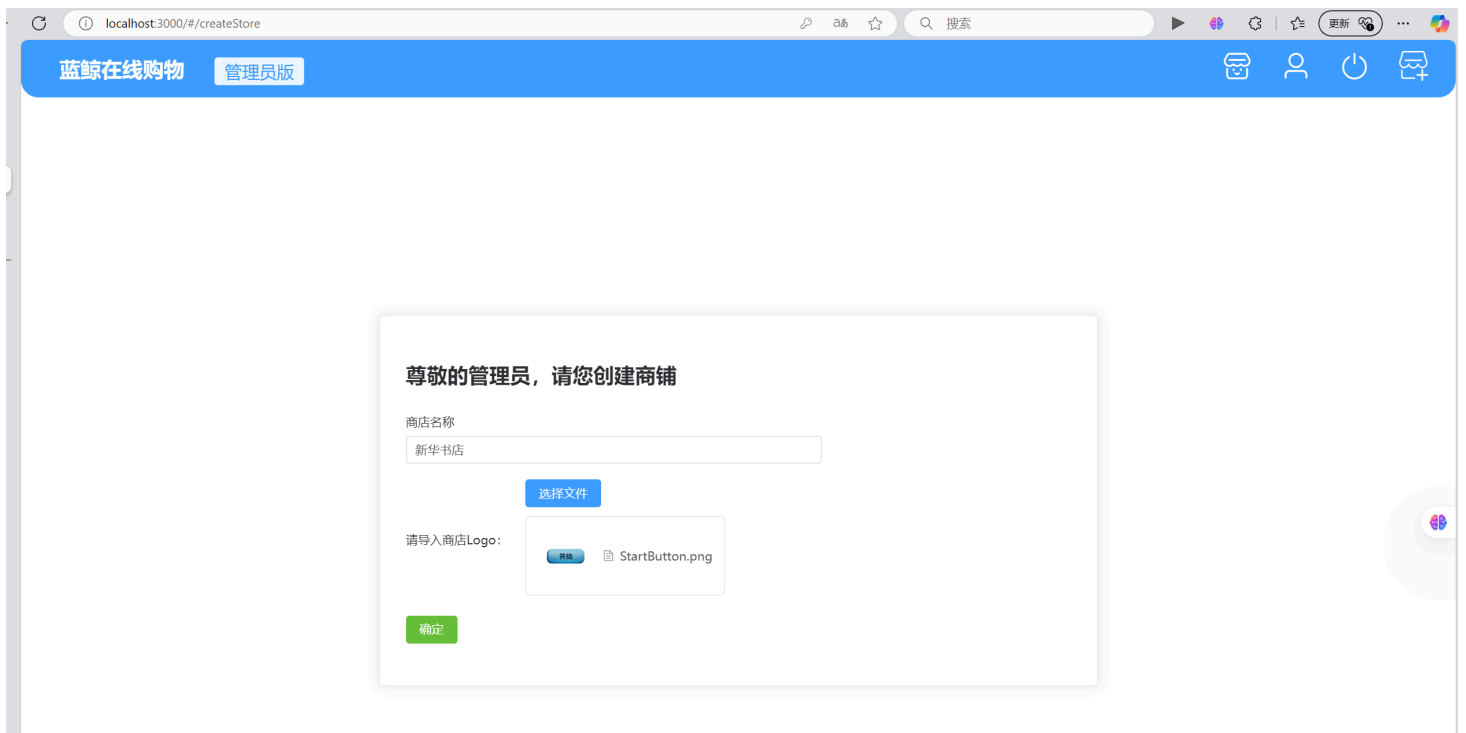 localhost:3000/#/createStore
aあ
搜索
更新
蓝鲸在线购物 管理员版
尊敬的管理员，请您创建商铺
商店名称
新华书店
选择文件
请导入商店Logo：
开始 StartButton.png
确定